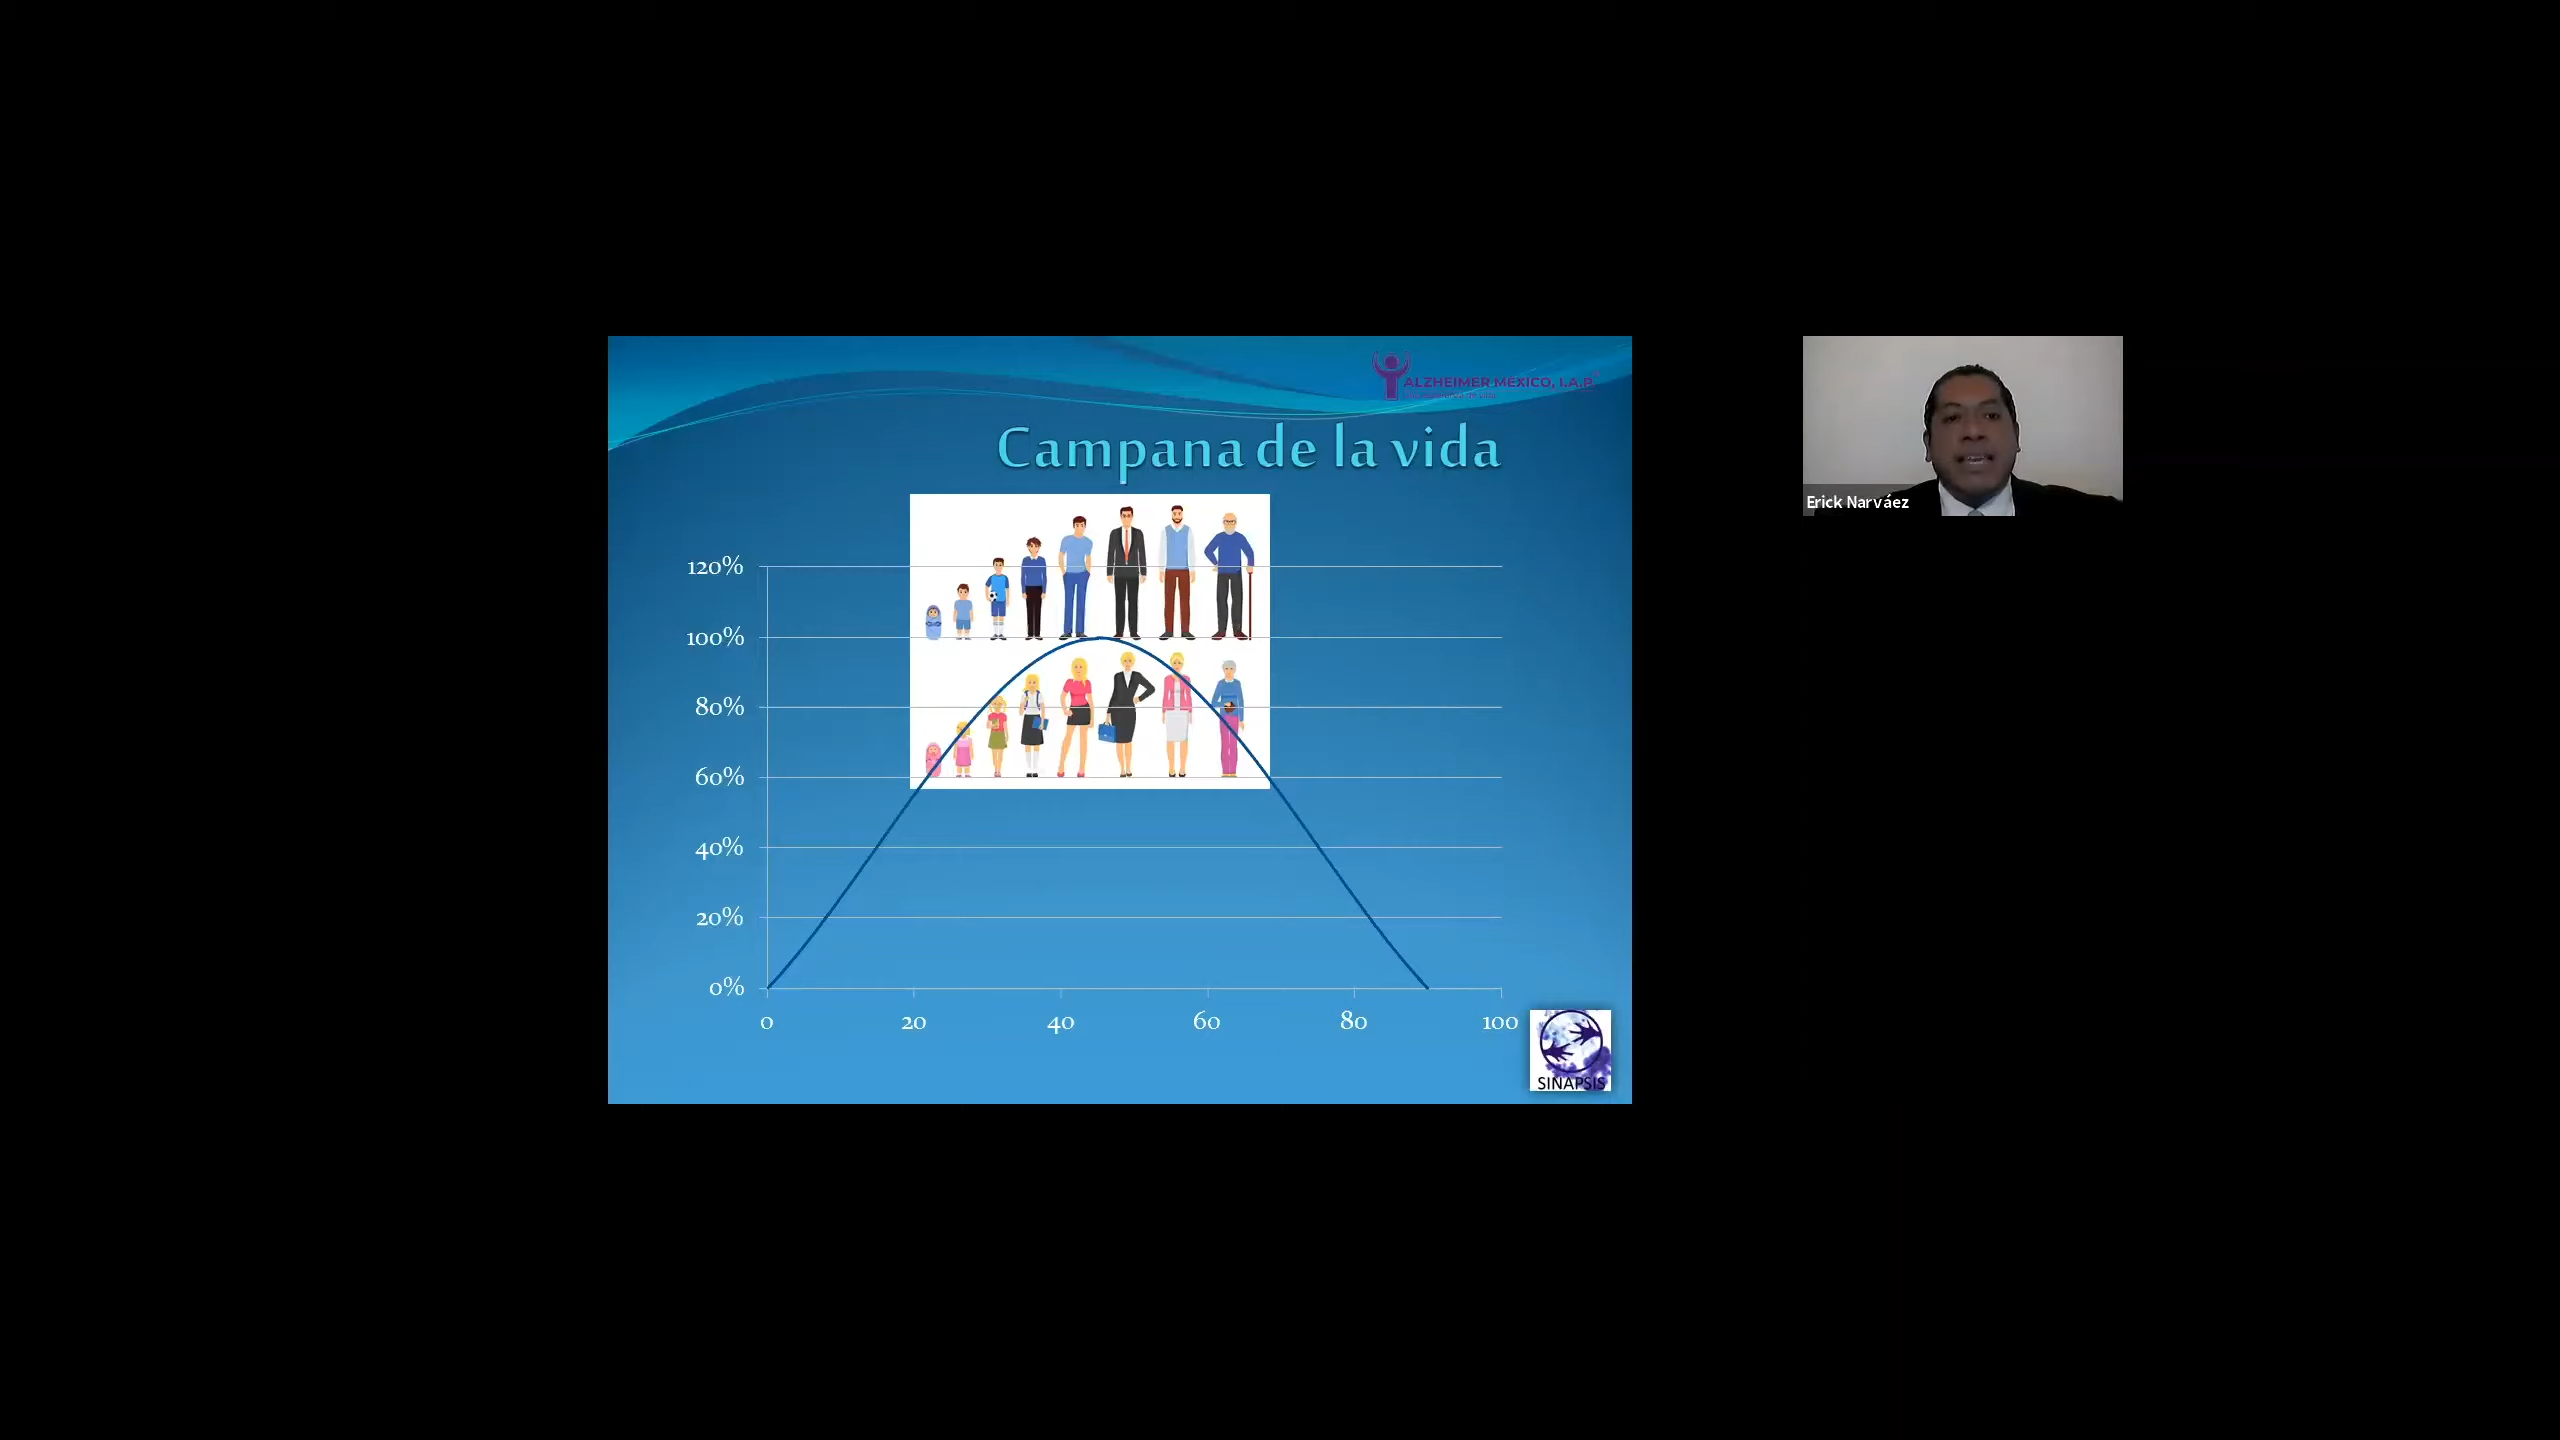 ALZHEIMER MÉXICO, I.A.P.
Campana de la vida
120%
100%
80%
60%
40%
20%
0%
0 20 40 60 80 100
SINAPSIS
Erick Narváez